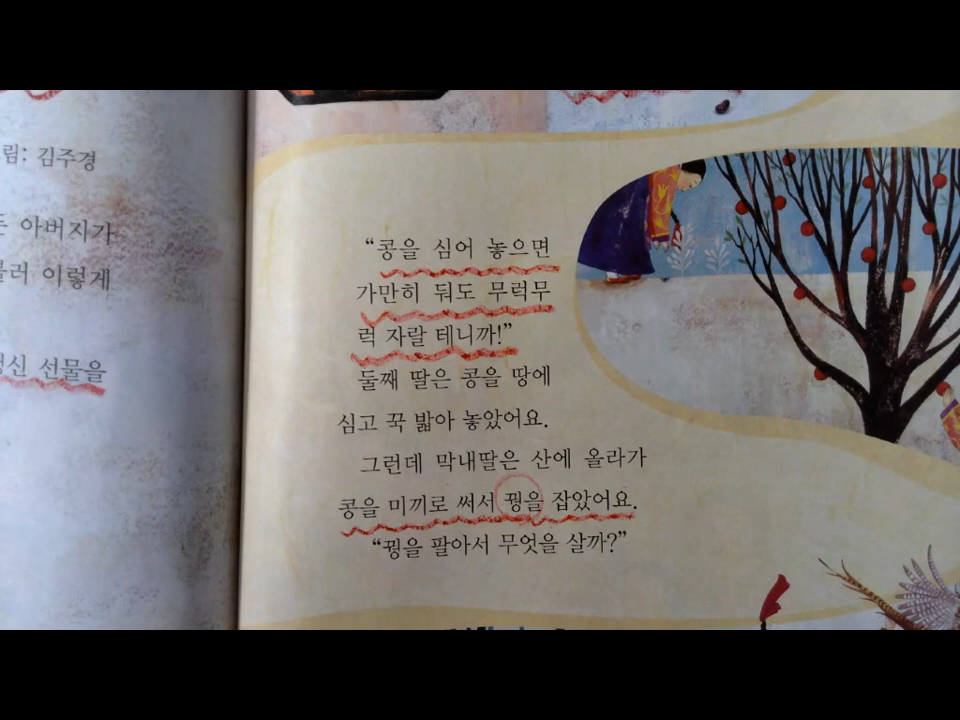 림: 김주경
아버지가
이렇게
선물을
“콩을 심어 놓으면
가만히 둬도 무럭무
럭 자랄 테니까!”
둘째 딸은 콩을 땅에
심고 꾹 밟아 놓았어요.
그런데 막내딸은 산에 올라가
콩을 미끼로 써서 꿩을 잡았어요.
“꿩을 팔아서 무엇을 살까?”